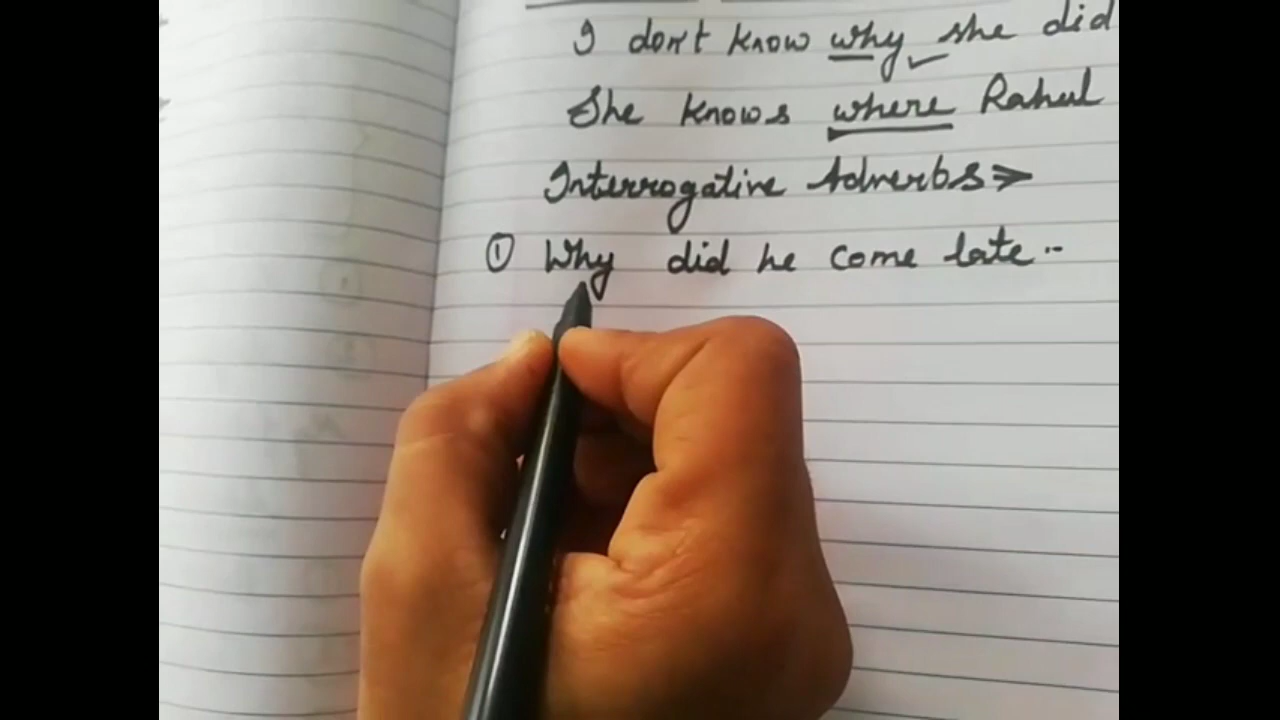 I don't know why she did
She knows where Rahul
Interrogative Adverbs ⇒
① Why did he come late..